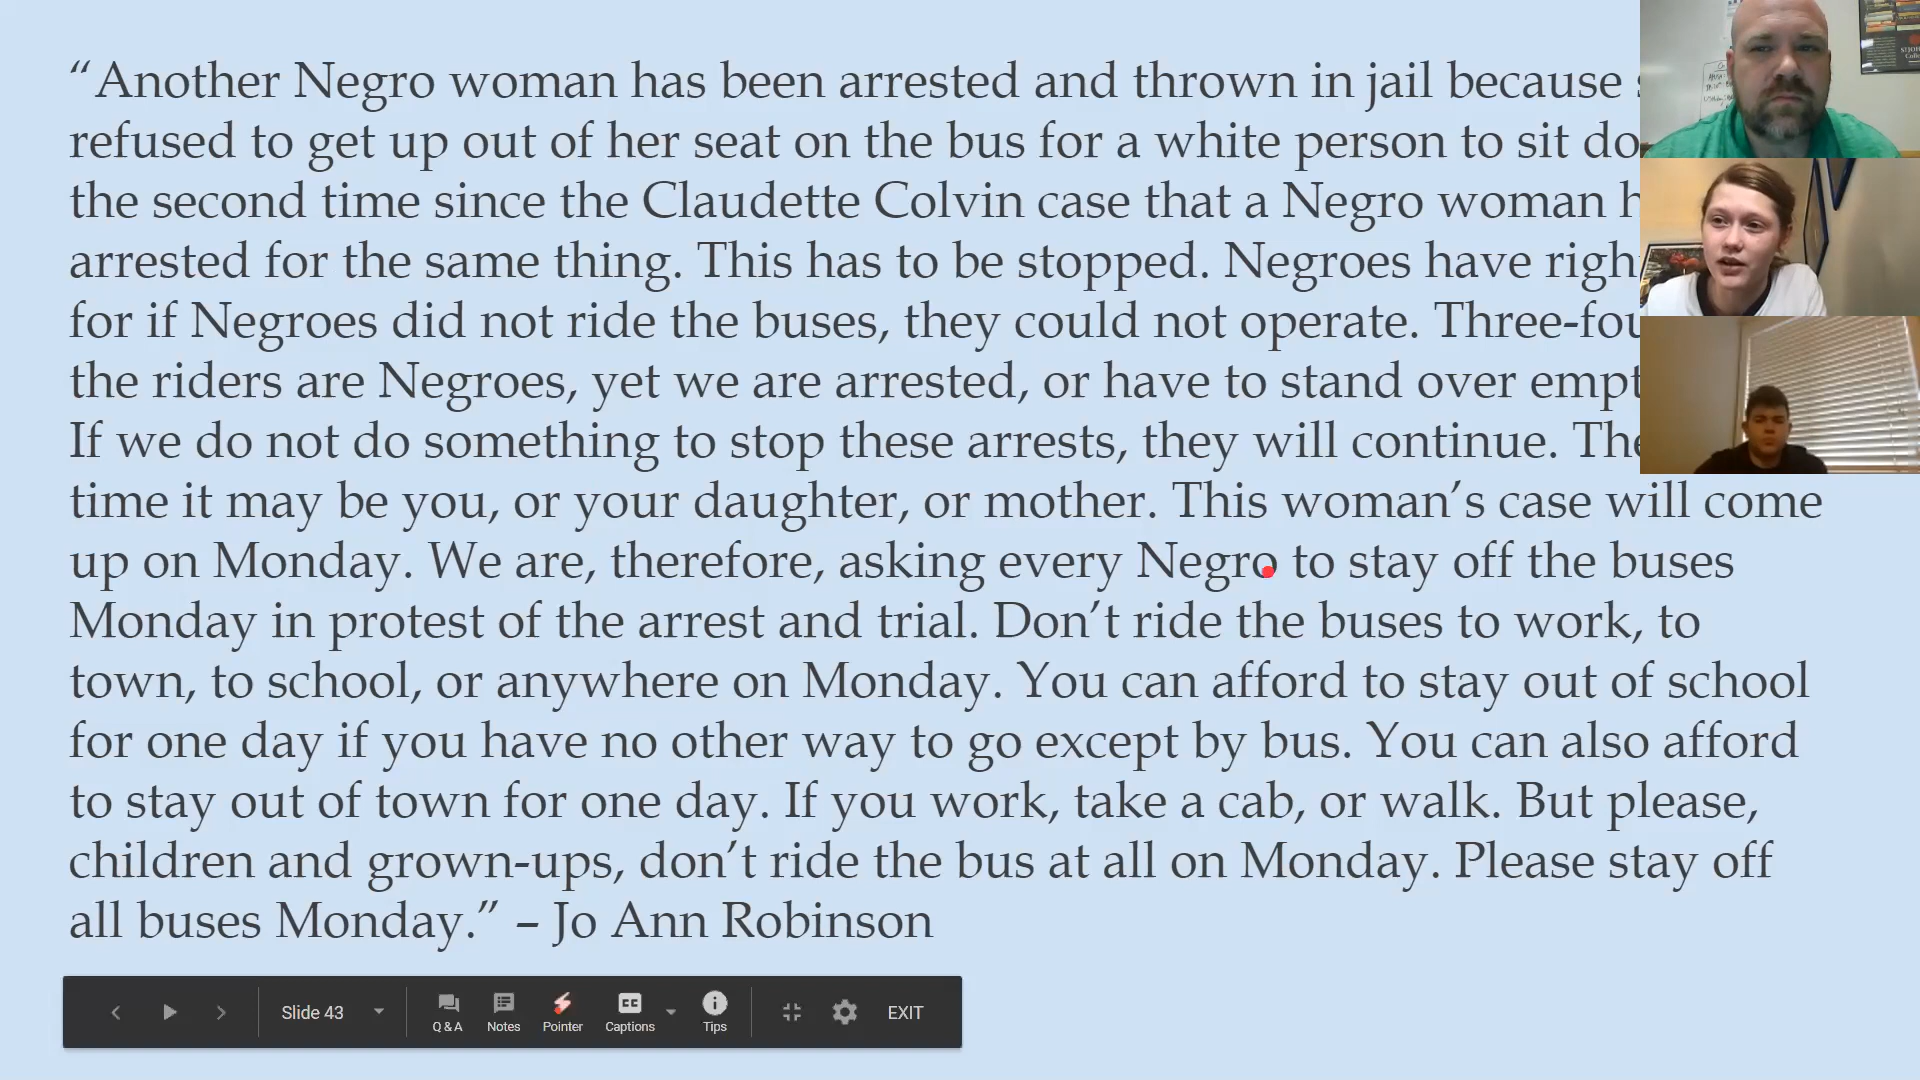 “Another Negro woman has been arrested and thrown in jail because
refused to get up out of her seat on the bus for a white person to sit
the second time since the Claudette Colvin case that a Negro woman
arrested for the same thing. This has to be stopped. Negroes have
for if Negroes did not ride the buses, they could not operate.
the riders are Negroes, yet we are arrested, or have to stand over
If we do not do something to stop these arrests, they will continue.
time it may be you, or your daughter, or mother. This woman’s case will come
up on Monday. We are, therefore, asking every Negro to stay off the buses
Monday in protest of the arrest and trial. Don’t ride the buses to work, to
town, to school, or anywhere on Monday. You can afford to stay out of school
for one day if you have no other way to go except by bus. You can also afford
to stay out of town for one day. If you work, take a cab, or walk. But please,
children and grown-ups, don’t ride the bus at all on Monday. Please stay off
all buses Monday.” – Jo Ann Robinson
Slide 43
Q & A
Notes
Pointer
CC
Captions
Tips
EXIT